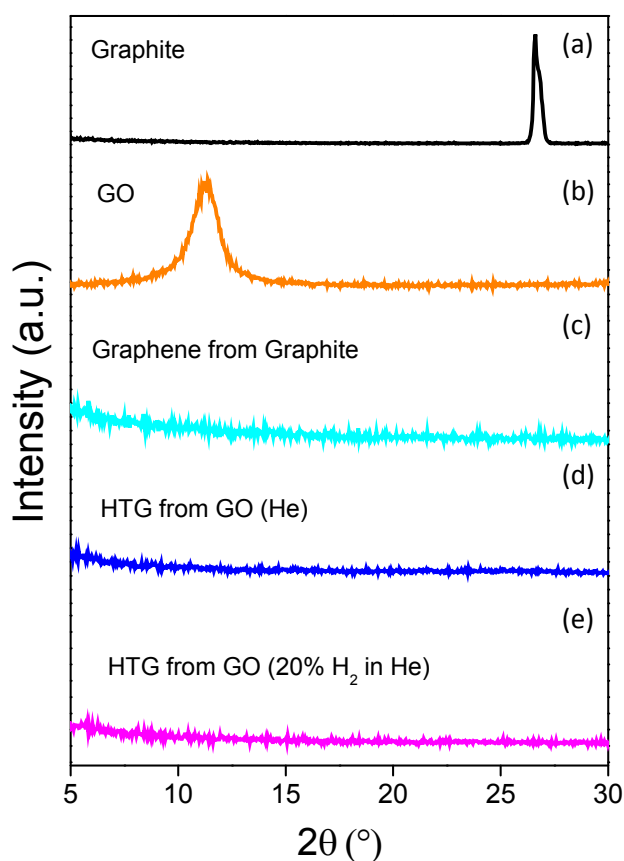 Graphite
(a)
GO
(b)
(c)
Graphene from Graphite
(d)
HTG from GO (He)
(e)
HTG from GO (20% H₂ in He)
Intensity (a.u.)
5 10 15 20 25 30
2θ (°)